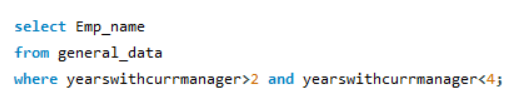 select Emp_name
from general_data
where yearswithcurrmanager>2 and yearswithcurrmanager<4;